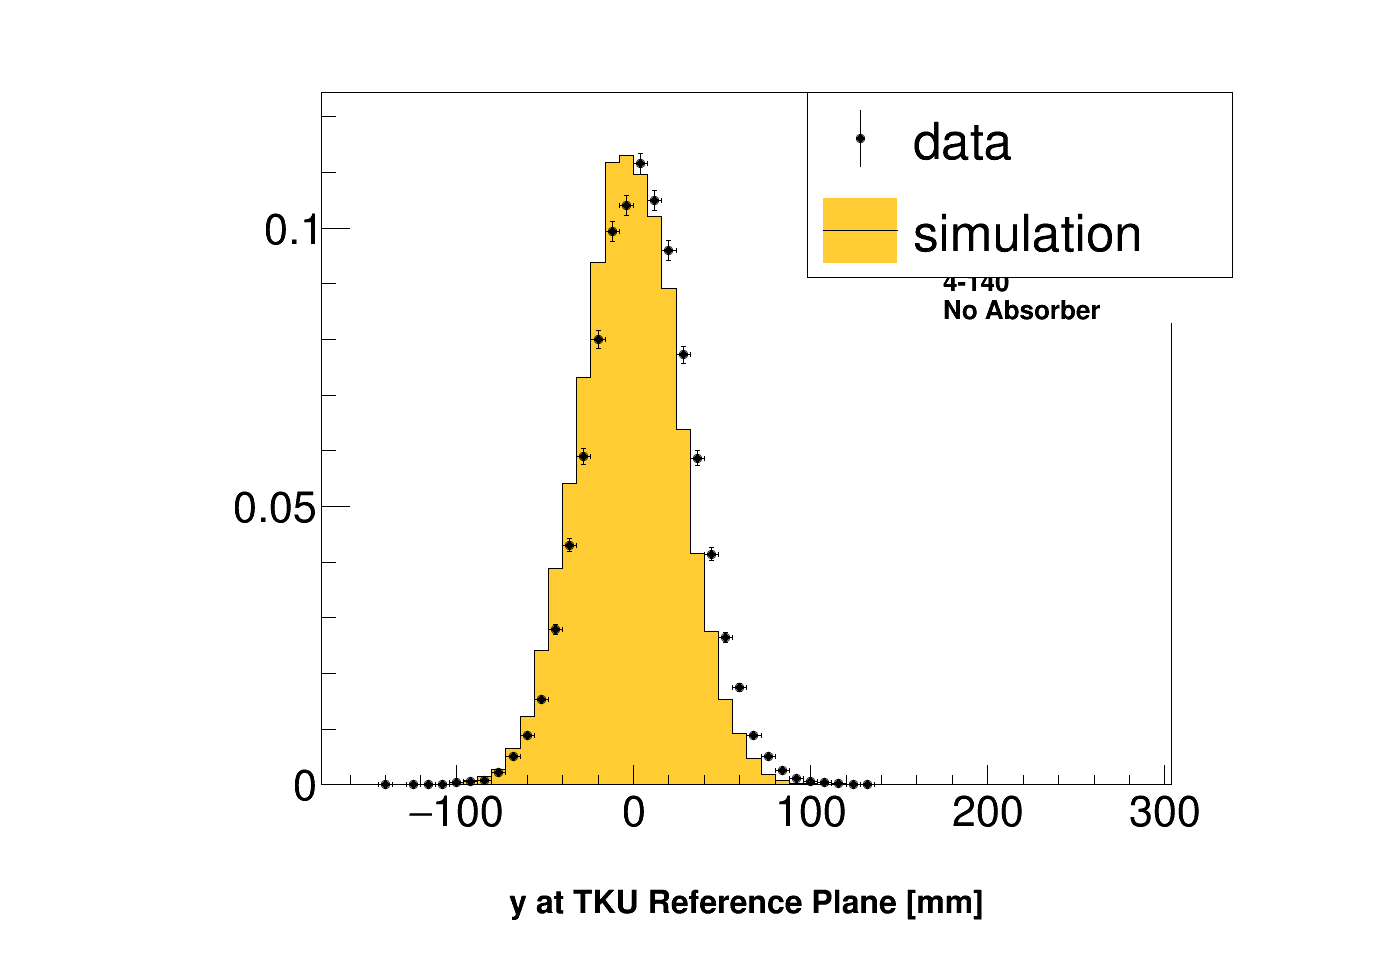 data
simulation
4-140
No Absorber
0.1
0.05
0
−100
0
100
200
300
y at TKU Reference Plane [mm]